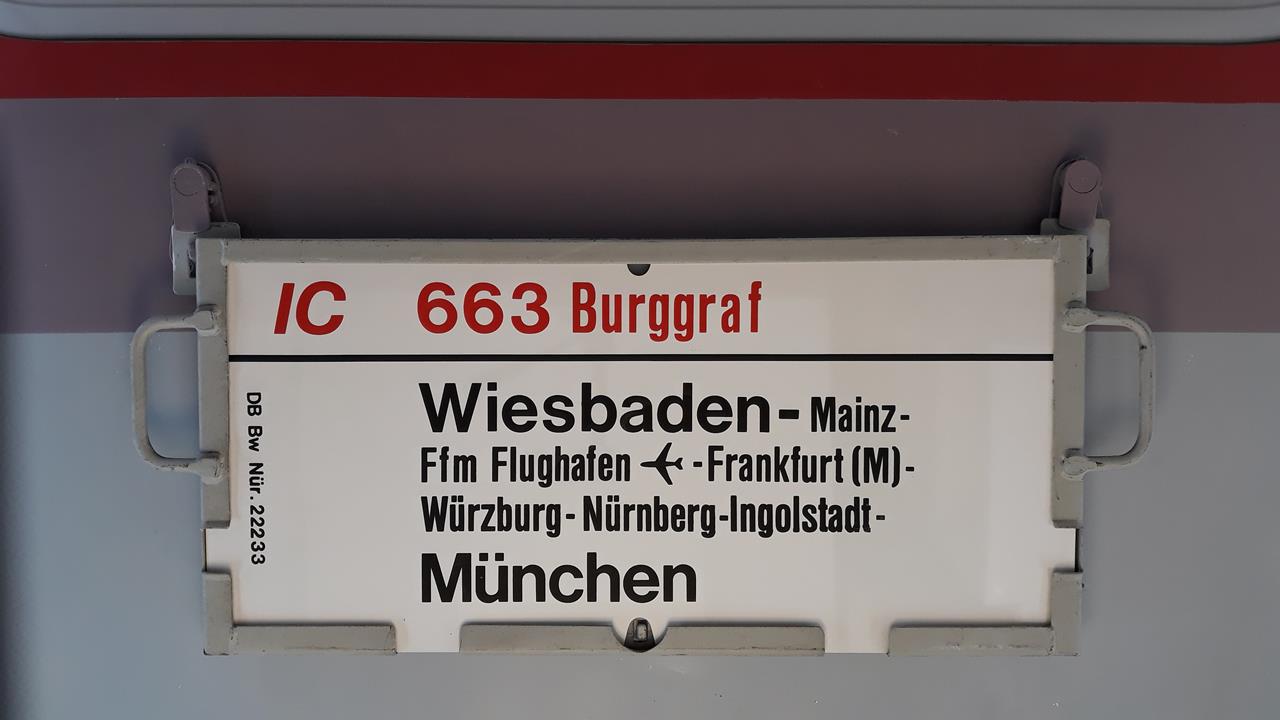 IC 663 Burggraf
Wiesbaden - Mainz -
Ffm Flughafen ✈ - Frankfurt (M) -
Würzburg - Nürnberg - Ingolstadt -
München
DB Bw Nür. 22233